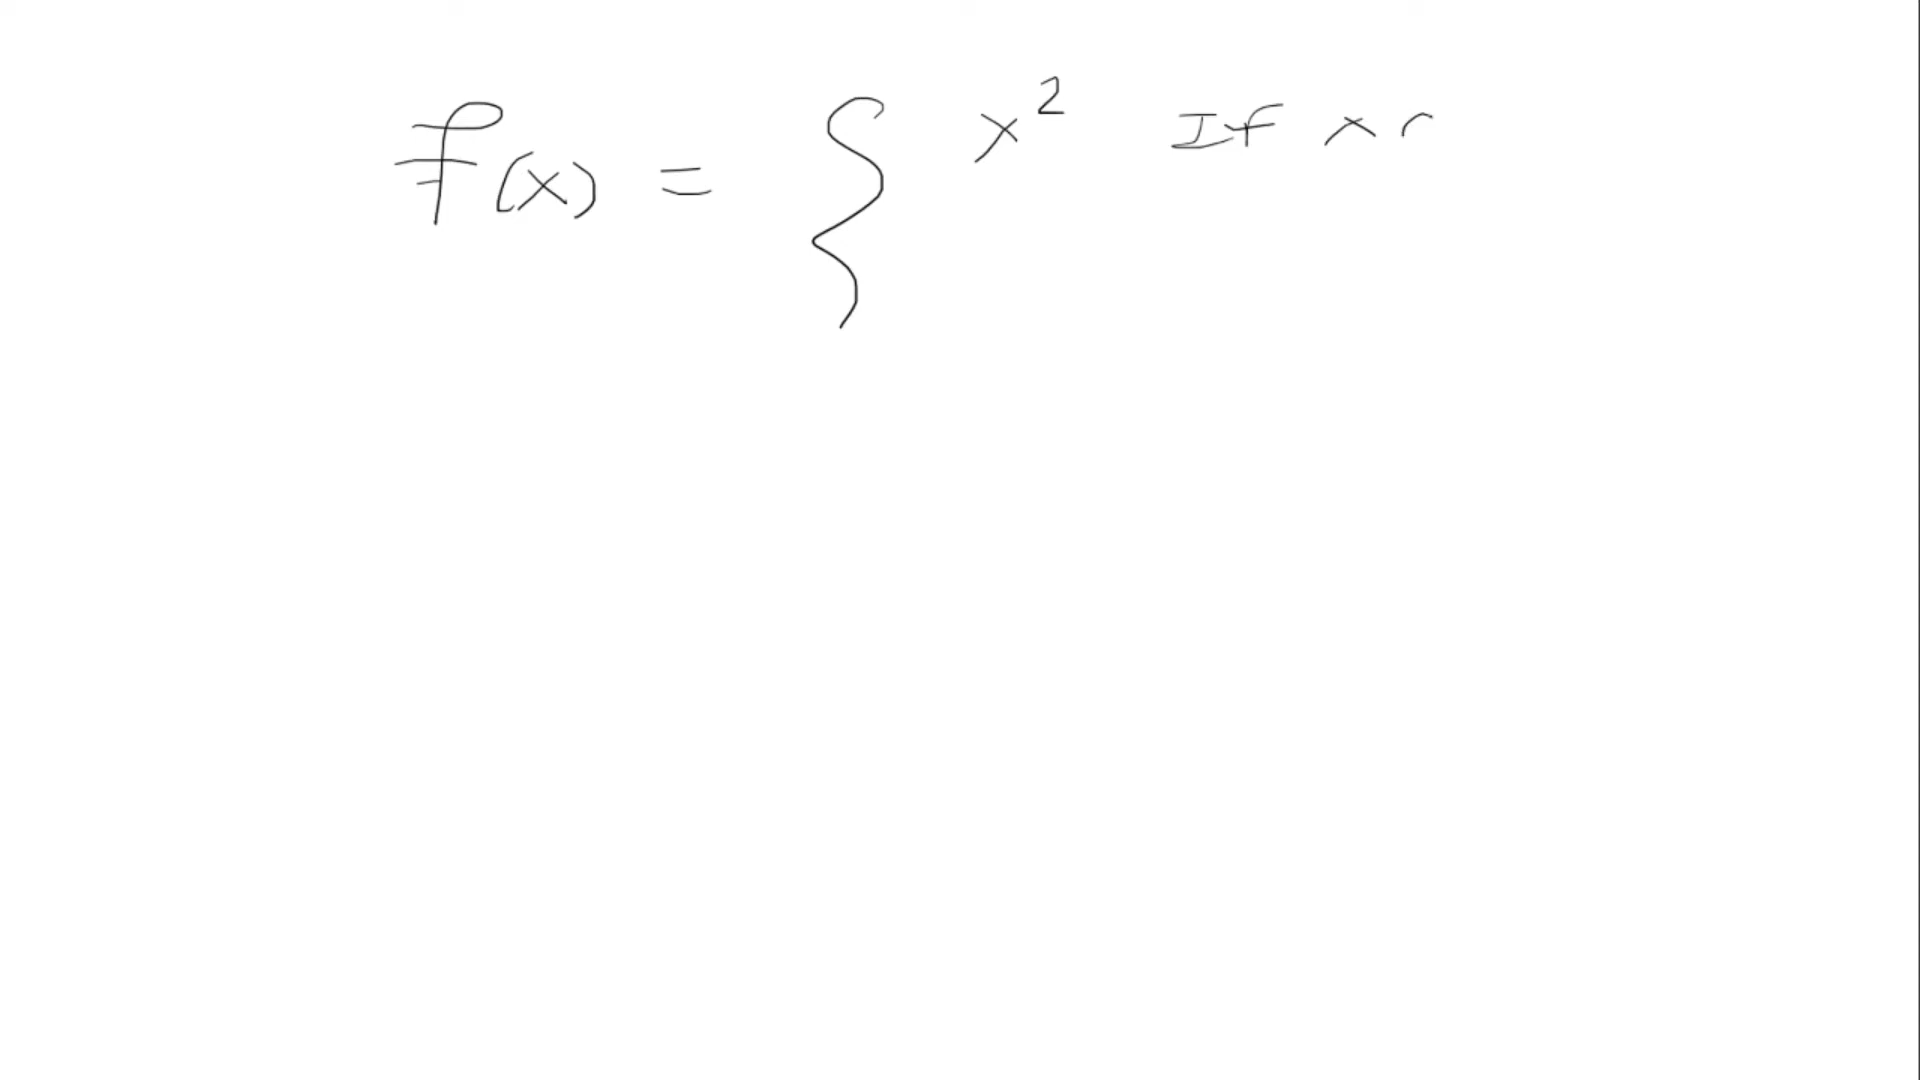 f(x) = { x² If x